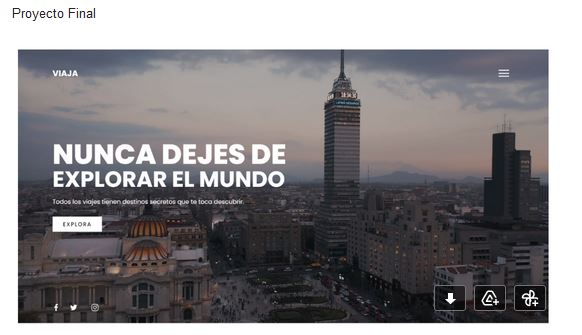 Proyecto Final
VIAJA
NUNCA DEJES DE
EXPLORAR EL MUNDO
Todos los viajes tienen destinos secretos que te toca descubrir.
EXPLORA